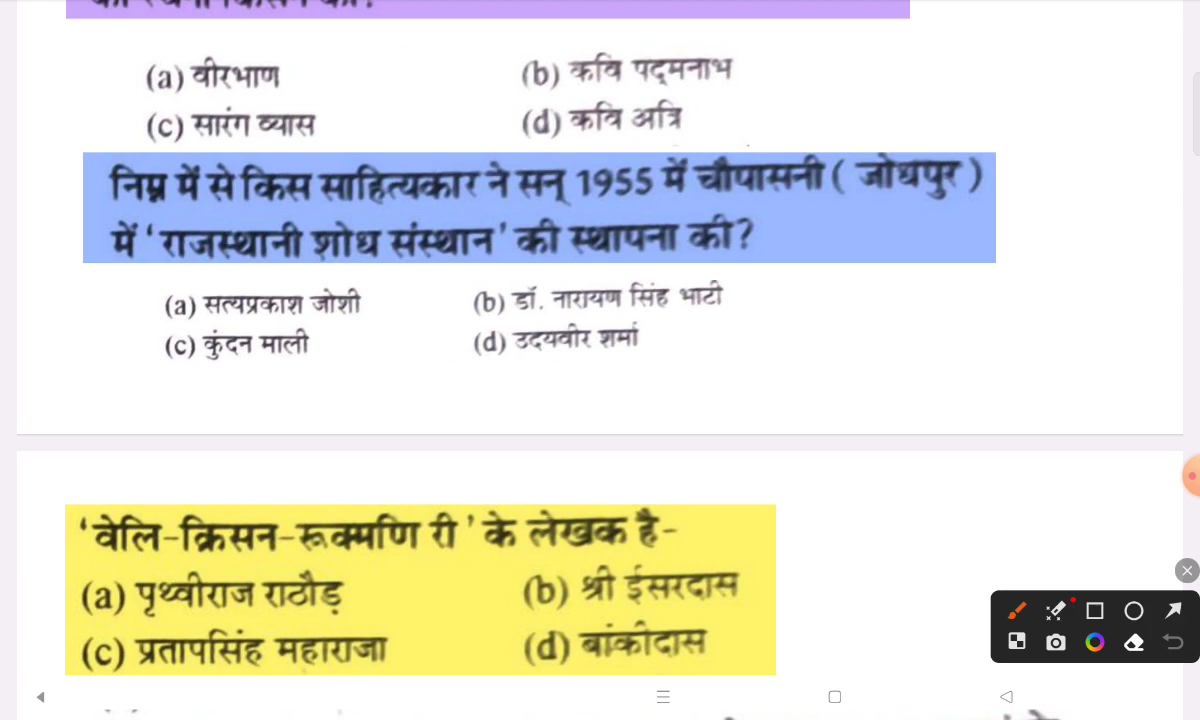 (a) वीरभाण (b) कवि पद्मनाभ
(c) सारंग व्यास (d) कवि अत्रि
निम्न में से किस साहित्यकार ने सन् 1955 में चौपासनी ( जोधपुर )
में ‘राजस्थानी शोध संस्थान’ की स्थापना की?
(a) सत्यप्रकाश जोशी (b) डॉ. नारायण सिंह भाटी
(c) कुंदन माली (d) उदयवीर शर्मा
‘वेलि-क्रिसन-रूक्मणि री’ के लेखक है-
(a) पृथ्वीराज राठौड़ (b) श्री ईसरदास
(c) प्रतापसिंह महाराजा (d) बांकीदास